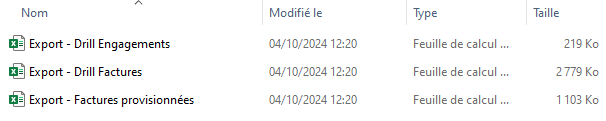 Nom Modifié le Type Taille
Export - Drill Engagements 04/10/2024 12:20 Feuille de calcul ... 219 Ko
Export - Drill Factures 04/10/2024 12:20 Feuille de calcul ... 2 779 Ko
Export - Factures provisionnées 04/10/2024 12:20 Feuille de calcul ... 1 103 Ko